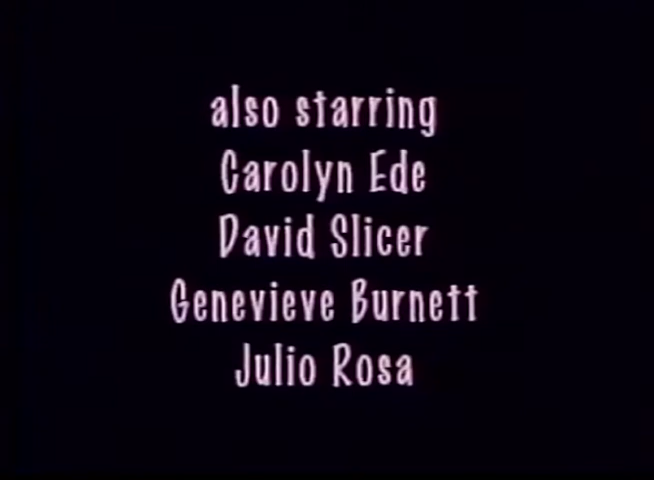 also starring
Carolyn Ede
David Slicer
Genevieve Burnett
Julio Rosa